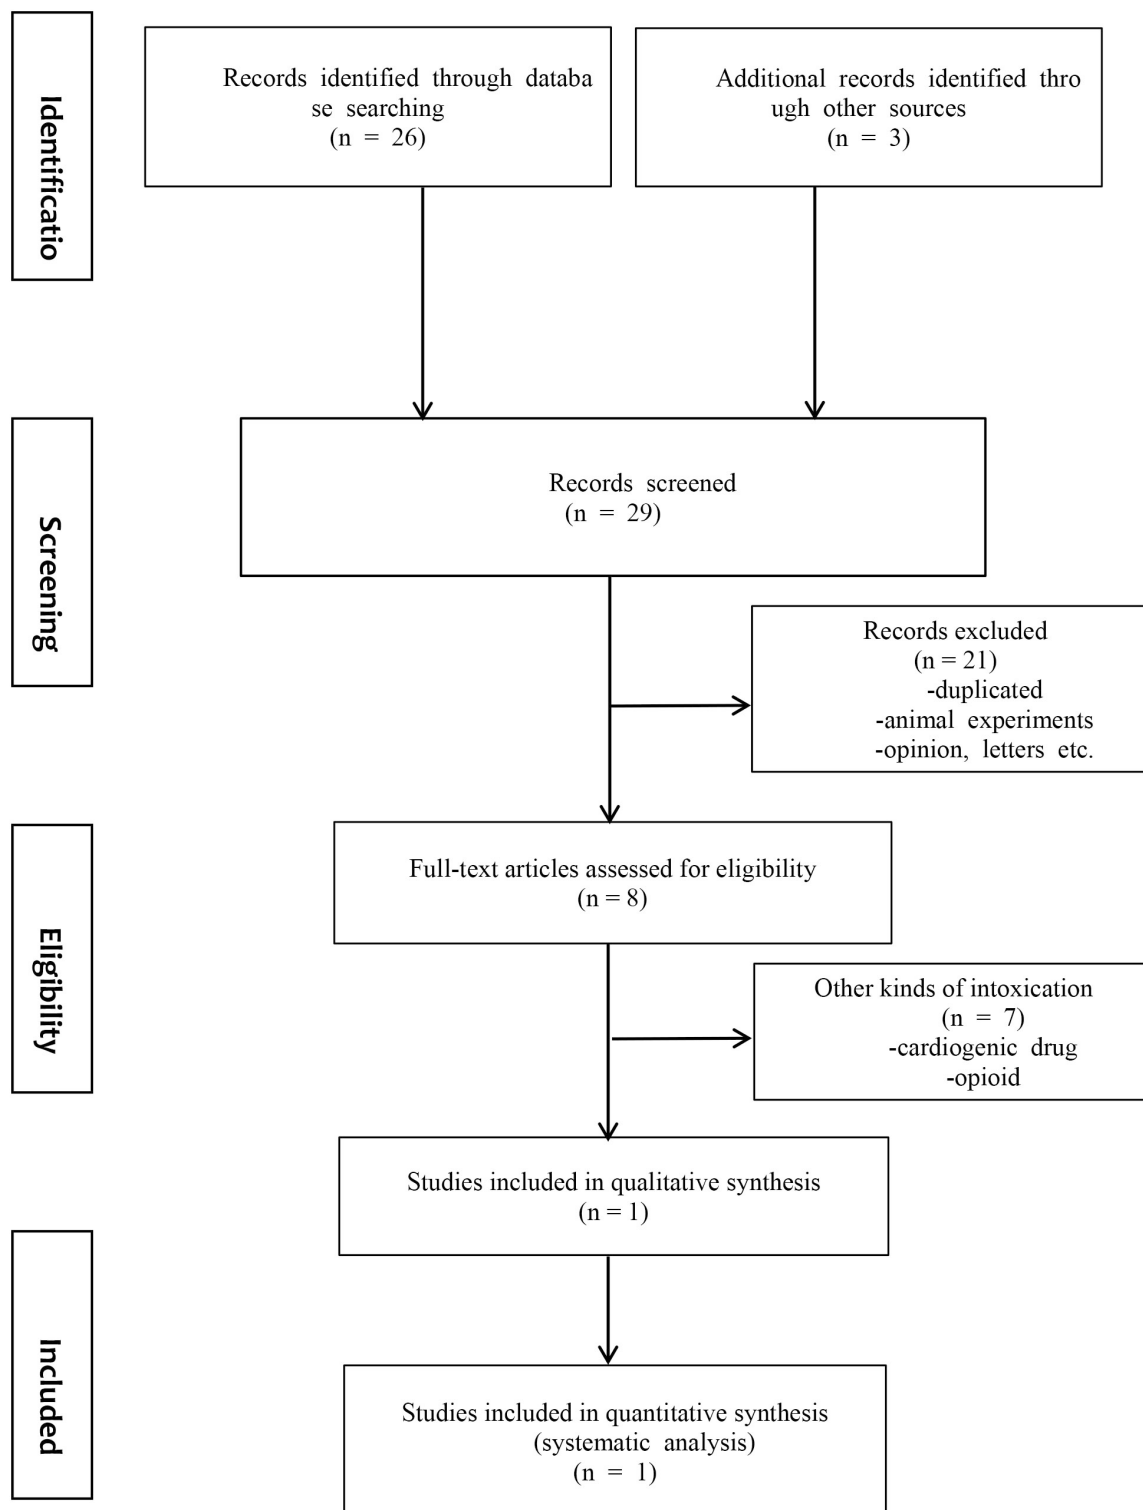 Identificatio
Records identified through databa
se searching
(n = 26)
Additional records identified thro
ugh other sources
(n = 3)
Screening
Records screened
(n = 29)
Records excluded
(n = 21)
-duplicated
-animal experiments
-opinion, letters etc.
Eligibility
Full-text articles assessed for eligibility
(n = 8)
Other kinds of intoxication
(n = 7)
-cardiogenic drug
-opioid
Included
Studies included in qualitative synthesis
(n = 1)
Studies included in quantitative synthesis
(systematic analysis)
(n = 1)